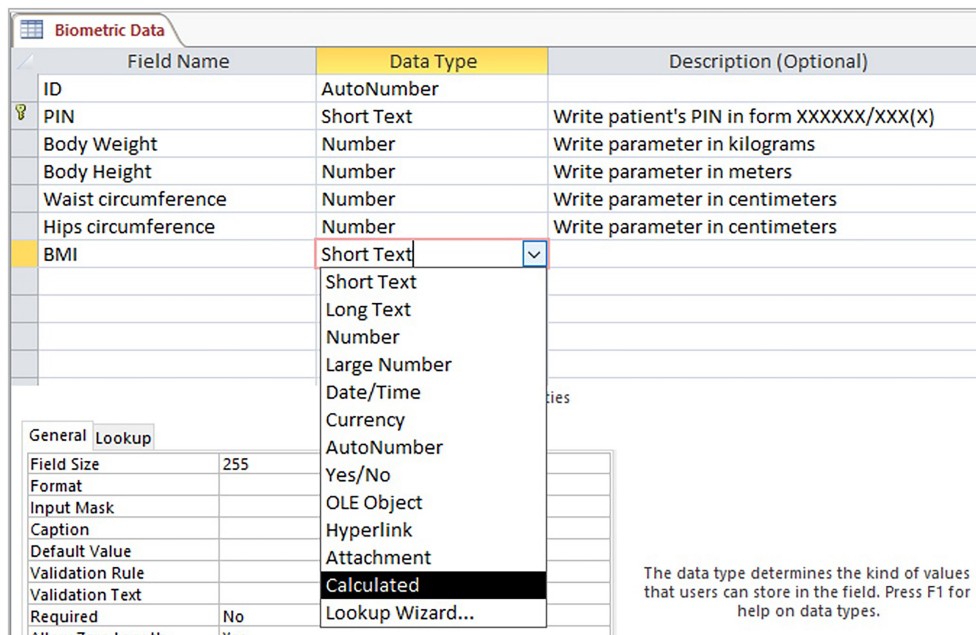 Biometric Data
Field Name Data Type Description (Optional)
ID AutoNumber
PIN Short Text Write patient's PIN in form XXXXXX/XXX(X)
Body Weight Number Write parameter in kilograms
Body Height Number Write parameter in meters
Waist circumference Number Write parameter in centimeters
Hips circumference Number Write parameter in centimeters
BMI Short Text
Short Text
Long Text
Number
Large Number
Date/Time
Currency
AutoNumber
Yes/No
OLE Object
Hyperlink
Attachment
Calculated
Lookup Wizard...
ties
General Lookup
Field Size 255
Format
Input Mask
Caption
Default Value
Validation Rule
Validation Text
Required No
The data type determines the kind of values
that users can store in the field. Press F1 for
help on data types.